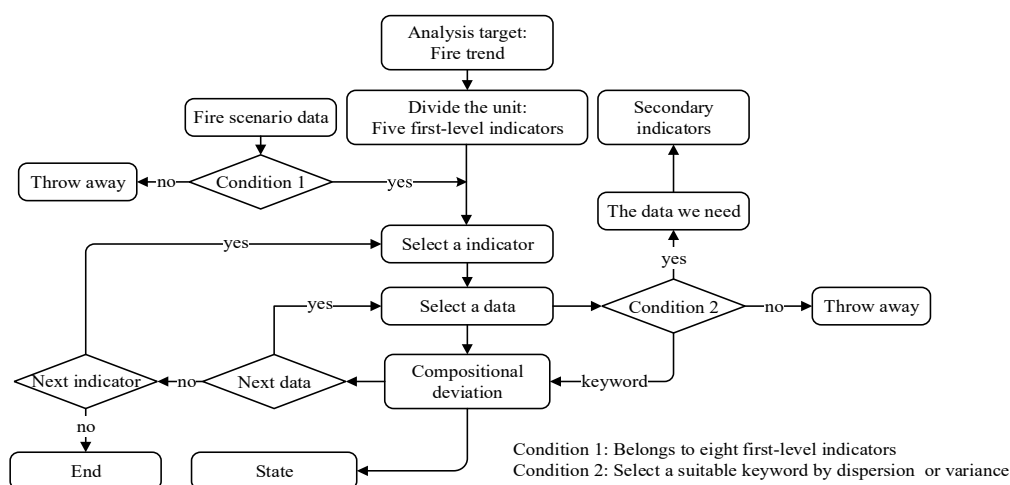 Analysis target:
Fire trend
Divide the unit:
Five first-level indicators
Secondary
indicators
Fire scenario data
Throw away
no
Condition 1
yes
The data we need
yes
Select a indicator
yes
Select a data
Condition 2
no
Throw away
yes
Next indicator
no
Next data
Compositional
deviation
keyword
no
End
State
Condition 1: Belongs to eight first-level indicators
Condition 2: Select a suitable keyword by dispersion or variance